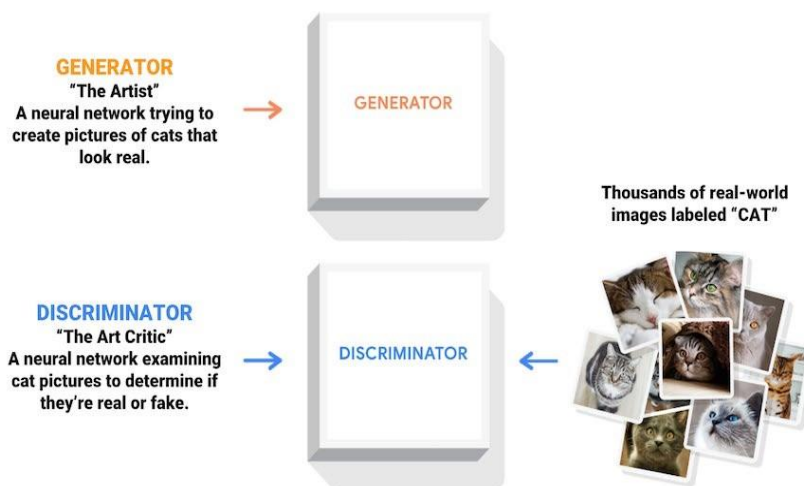 GENERATOR
“The Artist”
A neural network trying to
create pictures of cats that
look real.
GENERATOR
Thousands of real-world
images labeled “CAT”
DISCRIMINATOR
“The Art Critic”
A neural network examining
cat pictures to determine if
they’re real or fake.
DISCRIMINATOR